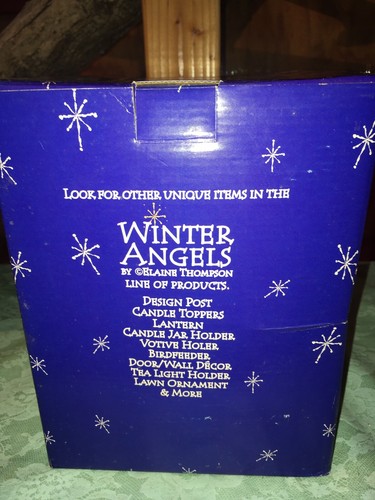 Look for other unique items in the
Winter
Angels
by ©Elaine Thompson
line of products.
Design Post
Candle Toppers
Lantern
Candle Jar Holder
Votive Holer
Birdfeeder
Door/Wall Décor
Tea Light Holder
Lawn Ornament
& More